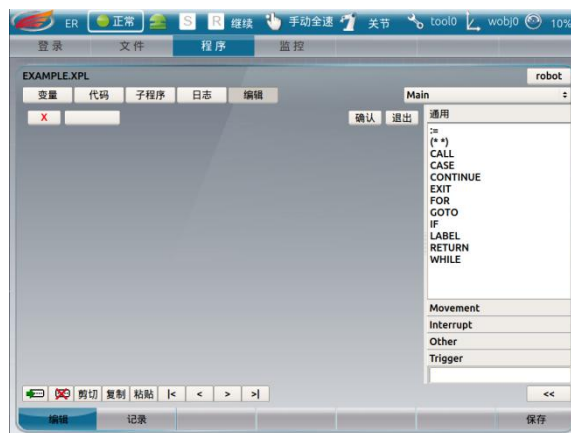 ER 正常 S R 继续 手动全速 关节 tool0 wobj0 10%
登录 文件 程序 监控
EXAMPLE.XPL robot
变量 代码 子程序 日志 编辑 Main
X 确认 退出 通用
:=
(* *)
CALL
CASE
CONTINUE
EXIT
FOR
GOTO
IF
LABEL
RETURN
WHILE
Movement
Interrupt
Other
Trigger
剪切 复制 粘贴 |< < > >| <<
编辑 记录 保存